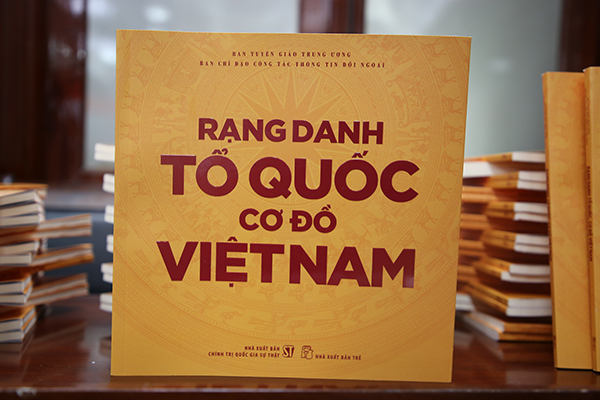 BAN TUYÊN GIÁO TRUNG ƯƠNG
BAN CHỈ ĐẠO CÔNG TÁC THÔNG TIN ĐỐI NGOẠI
RẠNG DANH
TỔ QUỐC
CƠ ĐỒ
VIỆT NAM
NHÀ XUẤT BẢN
CHÍNH TRỊ QUỐC GIA SỰ THẬT
ST
NHÀ XUẤT BẢN TRẺ